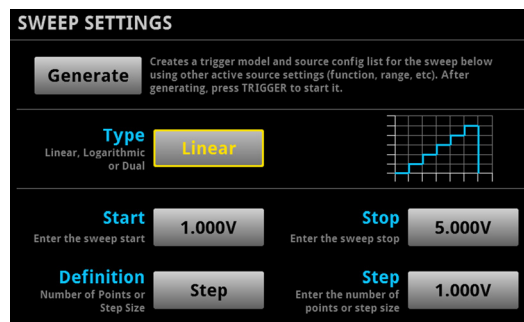 SWEEP SETTINGS
Generate
Creates a trigger model and source config list for the sweep below
using other active source settings (function, range, etc). After
generating, press TRIGGER to start it.
Type
Linear, Logarithmic
or Dual
Linear
Start
Enter the sweep start
1.000V
Stop
Enter the sweep stop
5.000V
Definition
Number of Points or
Step Size
Step
Step
Enter the number of
points or step size
1.000V